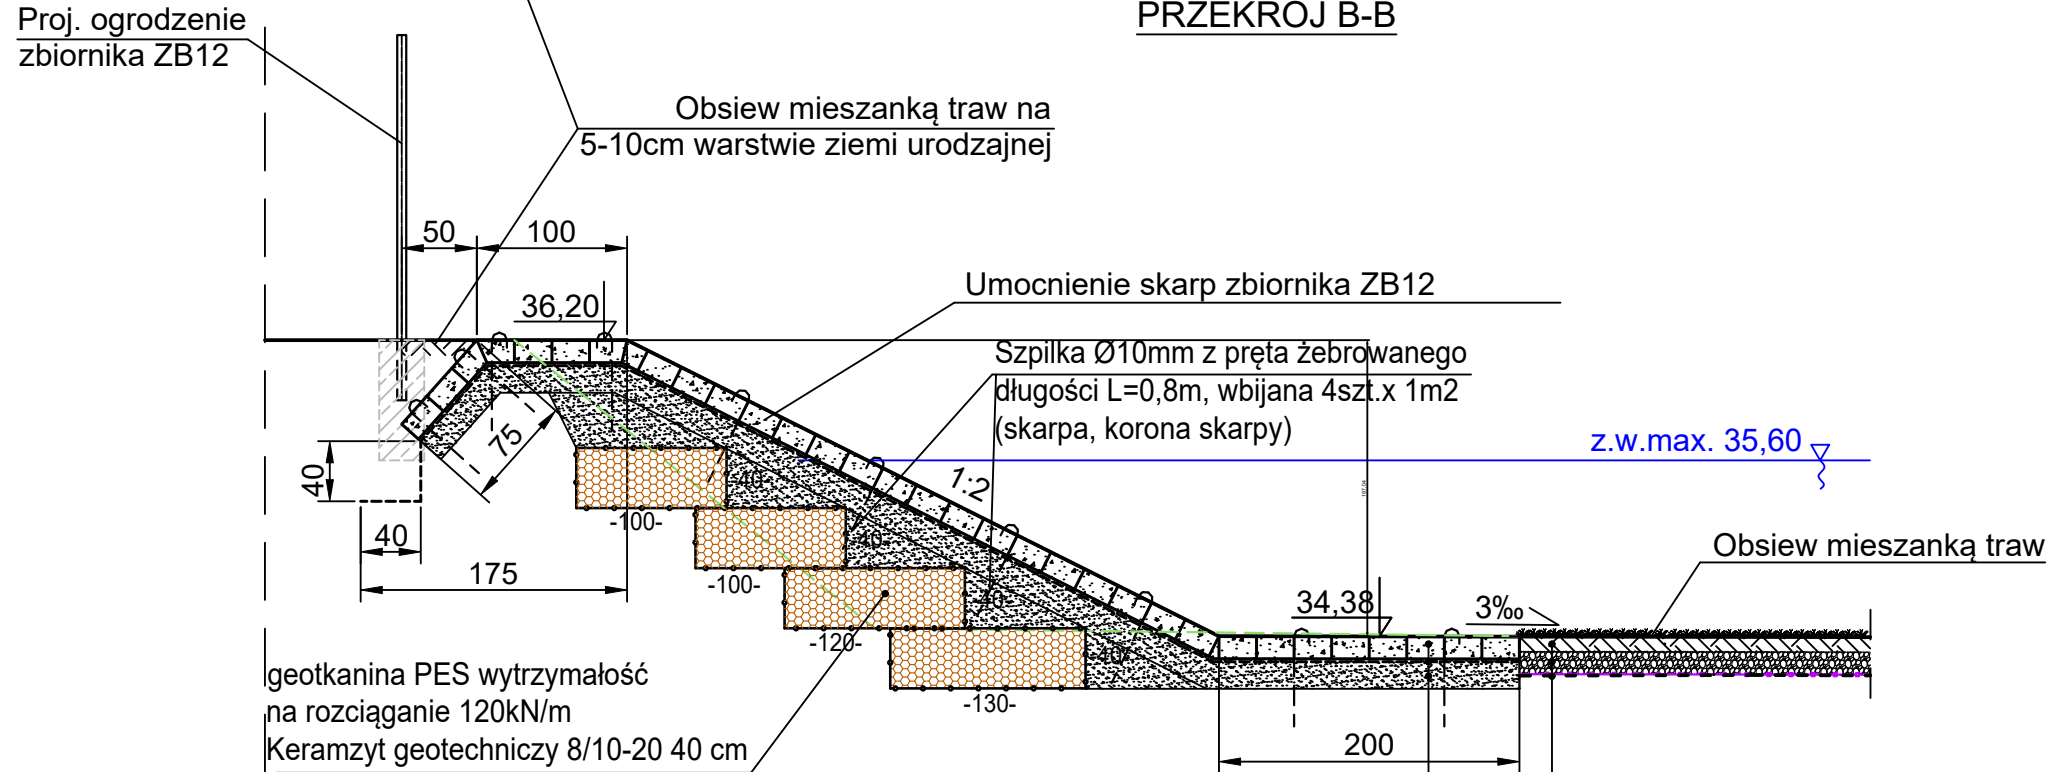 PRZEKRÓJ B-B
Proj. ogrodzenie
zbiornika ZB12
Obsiew mieszanką traw na
5-10cm warstwie ziemi urodzajnej
50
100
36,20
Umocnienie skarp zbiornika ZB12
Szpilka Ø10mm z pręta żebrowanego
długości L=0,8m, wbijana 4szt.x 1m2
(skarpa, korona skarpy)
z.w.max. 35,60
75
40
1:2
-40-
197,04
-100-
40
-40-
Obsiew mieszanką traw
175
-100-
-40-
34,38
3‰
-120-
-40-
geotkanina PES wytrzymałość
na rozciąganie 120kN/m
Keramzyt geotechniczy 8/10-20 40 cm
-130-
200